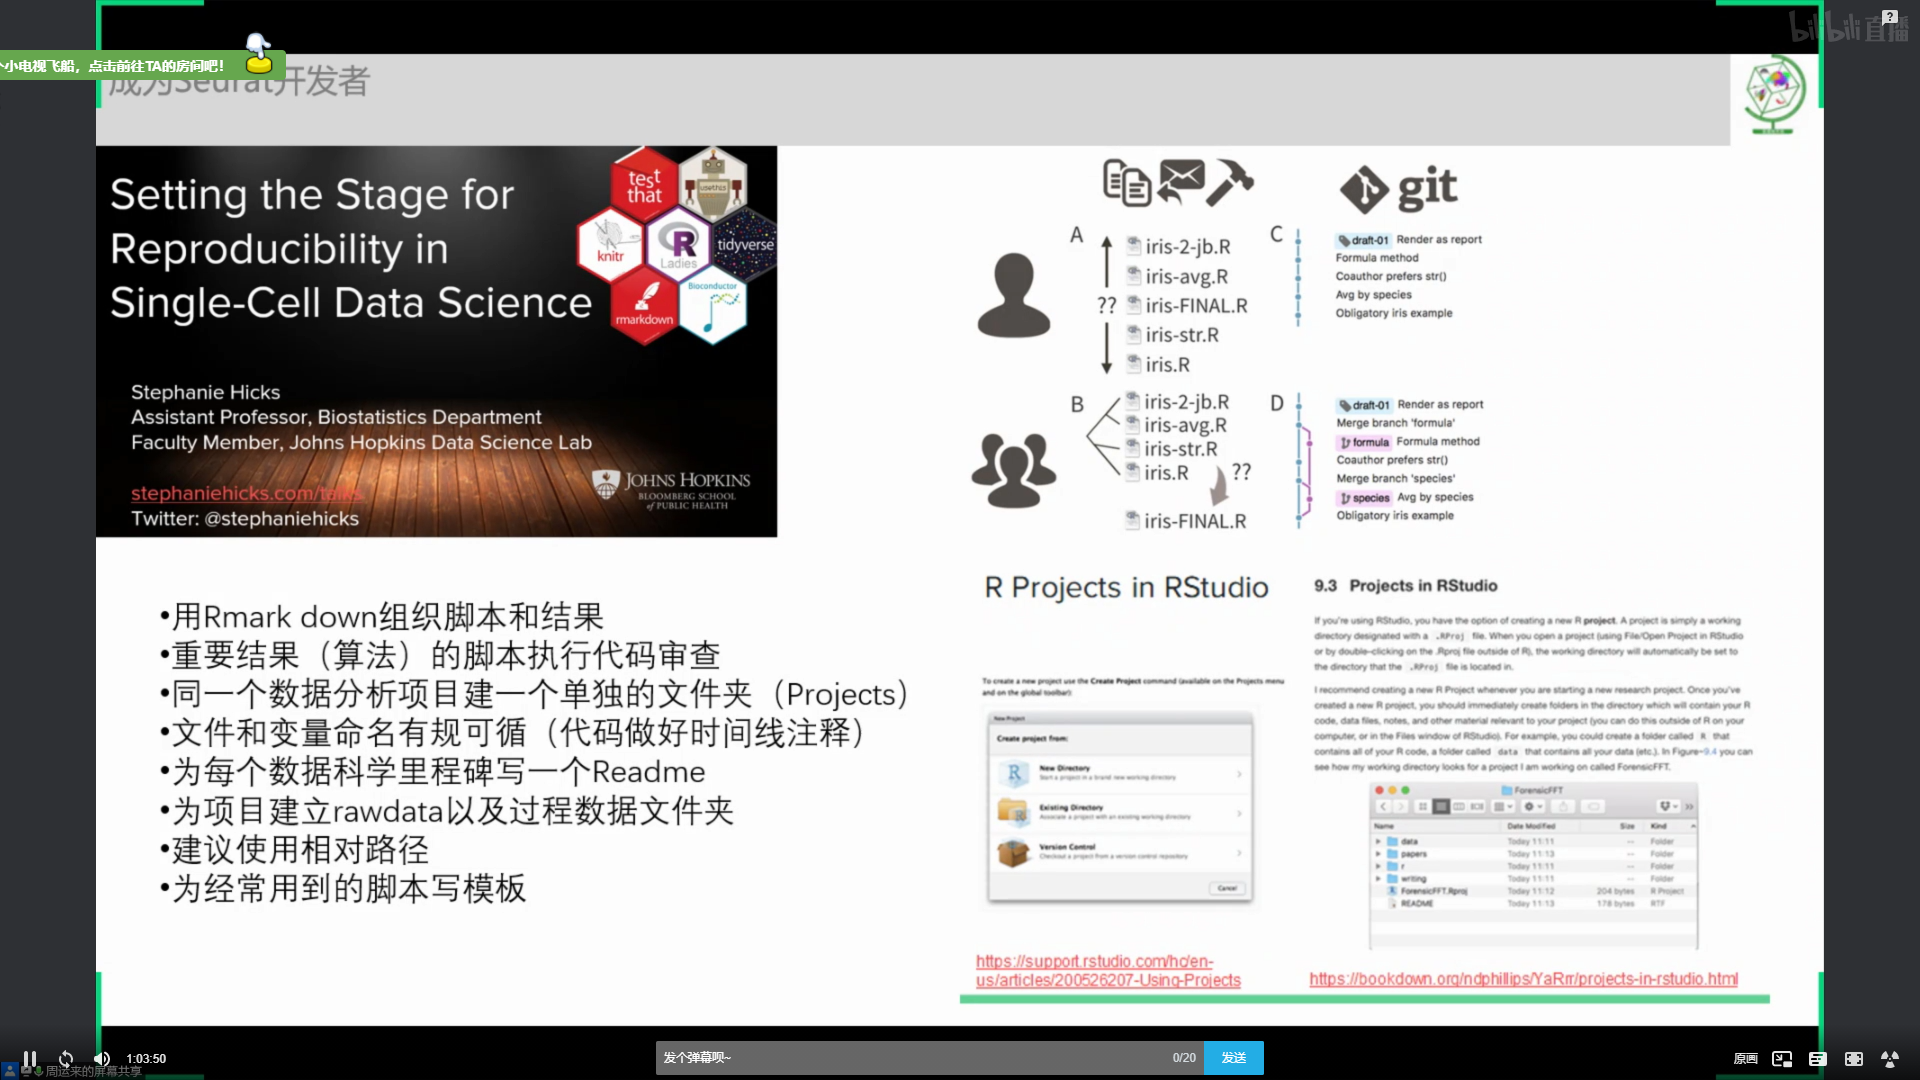 bilibili 直播
小电视飞船，点击前往TA的房间吧！
成为Seurat开发者
Setting the Stage for
Reproducibility in
Single-Cell Data Science
test
that
usethis
knitr
R
Ladies
tidyverse
rmarkdown
Bioconductor
Stephanie Hicks
Assistant Professor, Biostatistics Department
Faculty Member, Johns Hopkins Data Science Lab
stephaniehicks.com/talks
Twitter: @stephaniehicks
JOHNS HOPKINS
BLOOMBERG SCHOOL
of PUBLIC HEALTH
•用Rmark down组织脚本和结果
•重要结果（算法）的脚本执行代码审查
•同一个数据分析项目建一个单独的文件夹（Projects）
•文件和变量命名有规可循（代码做好时间线注释）
•为每个数据科学里程碑写一个Readme
•为项目建立rawdata以及过程数据文件夹
•建议使用相对路径
•为经常用到的脚本写模板
git
A
iris-2-jb.R
iris-avg.R
?? iris-FINAL.R
iris-str.R
iris.R
B
iris-2-jb.R
iris-avg.R
iris-str.R
iris.R ??
iris-FINAL.R
C
draft-01 Render as report
Formula method
Coauthor prefers str()
Avg by species
Obligatory iris example
D
draft-01 Render as report
Merge branch 'formula'
formula Formula method
Coauthor prefers str()
Merge branch 'species'
species Avg by species
Obligatory iris example
R Projects in RStudio
To create a new project use the Create Project command (available on the Projects menu
and on the global toolbar):
New Project
Create project from:
New Directory
Start a project in a brand new working directory
Existing Directory
Associate a project with an existing working directory
Version Control
Checkout a project from a version control repository
Cancel
https://support.rstudio.com/hc/en-
us/articles/200526207-Using-Projects
9.3 Projects in RStudio
If you're using RStudio, you have the option of creating a new R project. A project is simply a working
directory designated with a .RProj file. When you open a project (using File/Open Project in RStudio
or by double-clicking on the .Rproj file outside of R), the working directory will automatically be set to
the directory that the .RProj file is located in.
I recommend creating a new R Project whenever you are starting a new research project. Once you've
created a new R project, you should immediately create folders in the directory which will contain your R
code, data files, notes, and other material relevant to your project (you can do this outside of R on your
computer, or in the Files window of RStudio). For example, you could create a folder called R that
contains all of your R code, a folder called data that contains all your data (etc.). In Figure-9.4 you can
see how my working directory looks for a project I am working on called ForensicFFT.
ForensicFFT
Name Date Modified Size Kind
data Today 11:11 -- Folder
papers Today 11:13 -- Folder
r Today 11:11 -- Folder
writing Today 11:11 -- Folder
ForensicFFT.Rproj Today 11:12 204 bytes R Project
README Today 11:13 178 bytes RTF
https://bookdown.org/ndphillips/YaRrr/projects-in-rstudio.html
1:03:50
发个弹幕呗~
0/20
发送
原画
周运来的屏幕共享